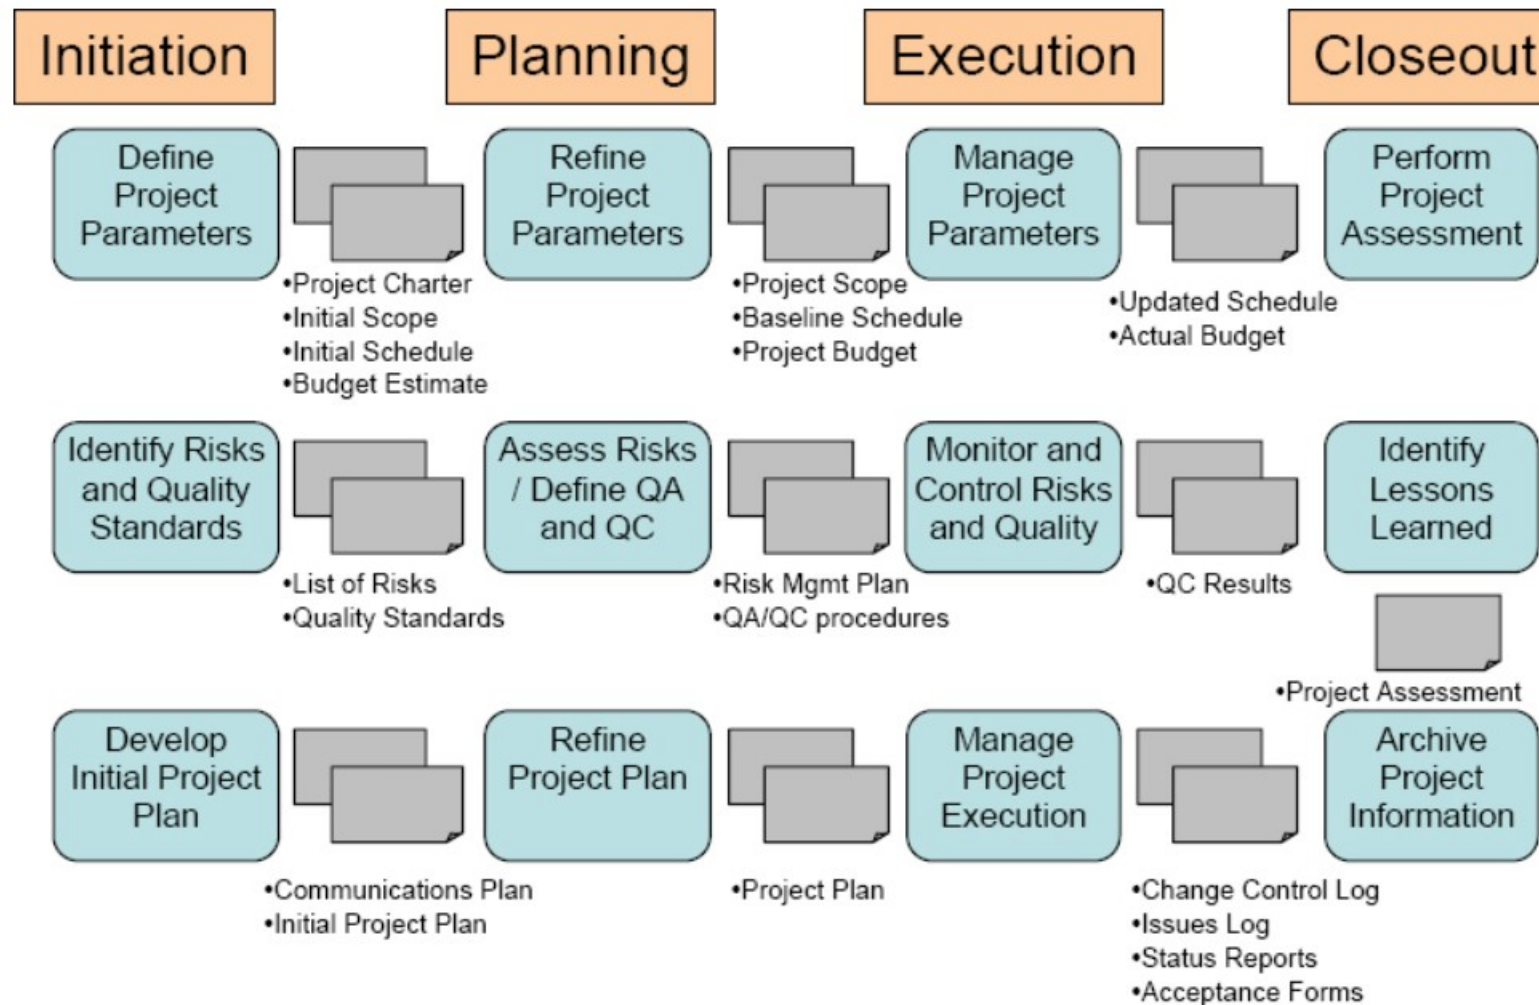 Initiation
Planning
Execution
Closeout
Define
Project
Parameters
•Project Charter
•Initial Scope
•Initial Schedule
•Budget Estimate
Refine
Project
Parameters
•Project Scope
•Baseline Schedule
•Project Budget
Manage
Project
Parameters
•Updated Schedule
•Actual Budget
Perform
Project
Assessment
Identify Risks
and Quality
Standards
•List of Risks
•Quality Standards
Assess Risks
/ Define QA
and QC
•Risk Mgmt Plan
•QA/QC procedures
Monitor and
Control Risks
and Quality
•QC Results
Identify
Lessons
Learned
•Project Assessment
Develop
Initial Project
Plan
•Communications Plan
•Initial Project Plan
Refine
Project Plan
•Project Plan
Manage
Project
Execution
•Change Control Log
•Issues Log
•Status Reports
•Acceptance Forms
Archive
Project
Information